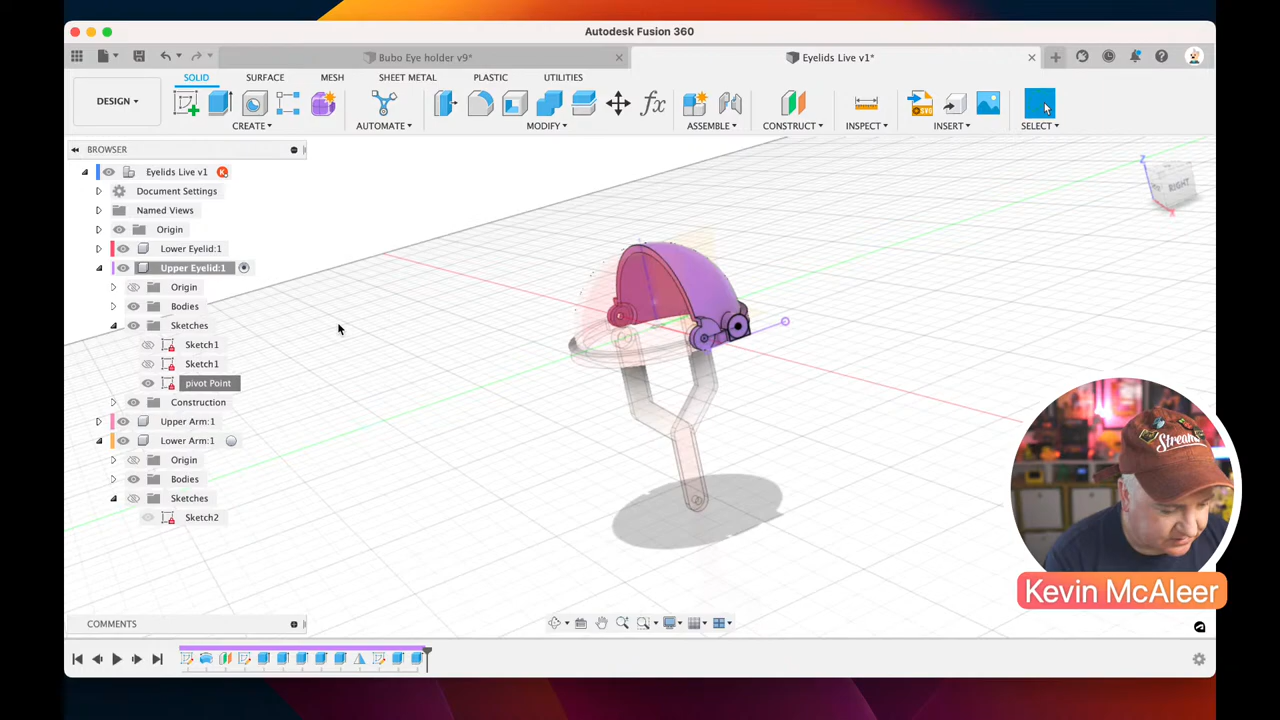 Autodesk Fusion 360
Bubo Eye holder v9*
Eyelids Live v1*
DESIGN
SOLID
SURFACE
MESH
SHEET METAL
PLASTIC
UTILITIES
CREATE
AUTOMATE
MODIFY
ASSEMBLE
CONSTRUCT
INSPECT
INSERT
SELECT
BROWSER
Eyelids Live v1
K
Document Settings
Named Views
Origin
Lower Eyelid:1
Upper Eyelid:1
Origin
Bodies
Sketches
Sketch1
Sketch1
pivot Point
Construction
Upper Arm:1
Lower Arm:1
Origin
Bodies
Sketches
Sketch2
Z
RIGHT
X
Kevin McAleer
COMMENTS